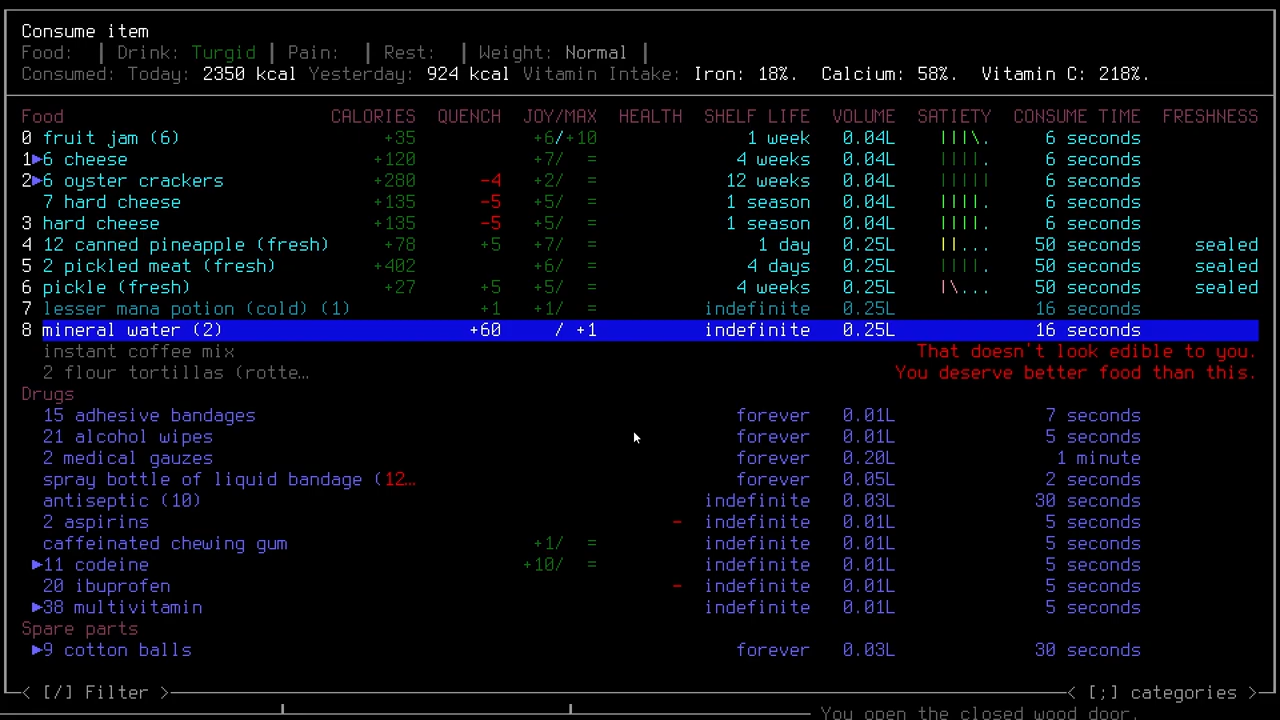 Consume item
Food:  | Drink: Turgid | Pain:  | Rest:  | Weight: Normal |
Consumed: Today: 2350 kcal Yesterday: 924 kcal Vitamin Intake: Iron: 18%.  Calcium: 58%.  Vitamin C: 218%.
Food CALORIES QUENCH JOY/MAX HEALTH SHELF LIFE VOLUME SATIETY CONSUME TIME FRESHNESS
0 fruit jam (6) +35 +6/+10 1 week 0.04L |||\. 6 seconds
1►6 cheese +120 +7/ = 4 weeks 0.04L ||||. 6 seconds
2►6 oyster crackers +280 -4 +2/ = 12 weeks 0.04L ||||| 6 seconds
7 hard cheese +135 -5 +5/ = 1 season 0.04L ||||. 6 seconds
3 hard cheese +135 -5 +5/ = 1 season 0.04L ||||. 6 seconds
4 12 canned pineapple (fresh) +78 +5 +7/ = 1 day 0.25L ||... 50 seconds sealed
5 2 pickled meat (fresh) +402 +6/ = 4 days 0.25L ||||. 50 seconds sealed
6 pickle (fresh) +27 +5 +5/ = 4 weeks 0.25L |\... 50 seconds sealed
7 lesser mana potion (cold) (1) +1 +1/ = indefinite 0.25L 16 seconds
8 mineral water (2) +60 / +1 indefinite 0.25L 16 seconds
instant coffee mix That doesn't look edible to you.
2 flour tortillas (rotte… You deserve better food than this.
Drugs
15 adhesive bandages forever 0.01L 7 seconds
21 alcohol wipes forever 0.01L 5 seconds
2 medical gauzes forever 0.20L 1 minute
spray bottle of liquid bandage (12… forever 0.05L 2 seconds
antiseptic (10) indefinite 0.03L 30 seconds
2 aspirins - indefinite 0.01L 5 seconds
caffeinated chewing gum +1/ = indefinite 0.01L 5 seconds
►11 codeine +10/ = indefinite 0.01L 5 seconds
20 ibuprofen - indefinite 0.01L 5 seconds
►38 multivitamin indefinite 0.01L 5 seconds
Spare parts
►9 cotton balls forever 0.03L 30 seconds
< [/] Filter > < [;] categories >
You open the closed wood door.